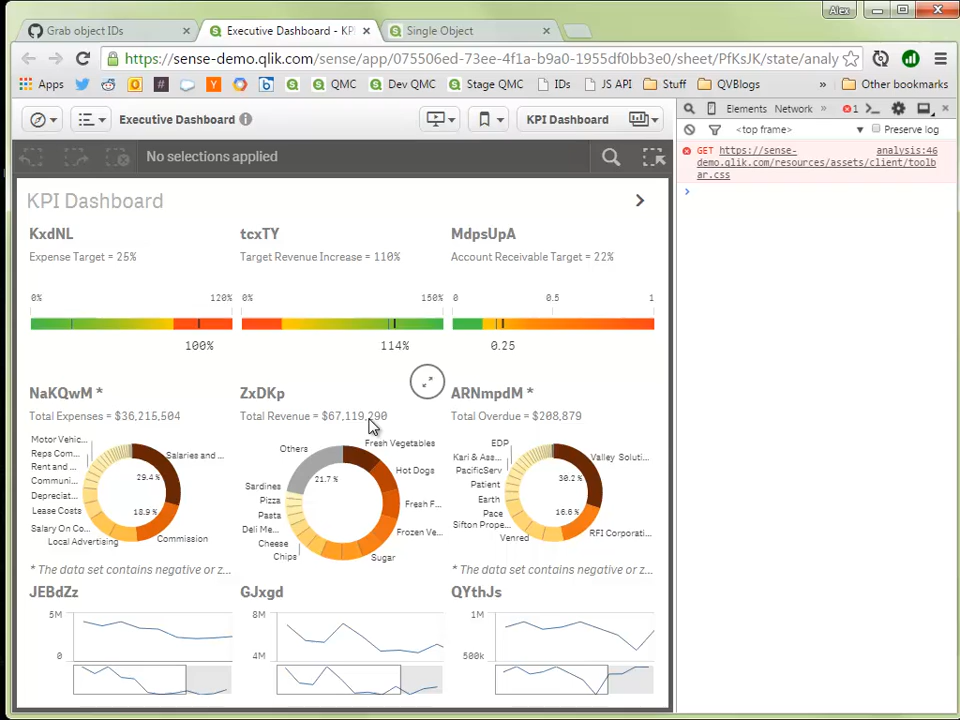 Alex
Grab object IDs
Executive Dashboard - KP
Single Object
https://sense-demo.qlik.com/sense/app/075506ed-73ee-4f1a-b9a0-1955df0bb3e0/sheet/PfKsJK/state/analy
Apps
QMC
Dev QMC
Stage QMC
IDs
JS API
Stuff
QVBlogs
»
Other bookmarks
Executive Dashboard
KPI Dashboard
Elements Network » 1
No selections applied
<top frame>
Preserve log
GET https://sense-
demo.qlik.com/resources/assets/client/toolb
ar.css
analysis:46
KPI Dashboard
KxdNL
Expense Target = 25%
0% 120%
100%
tcxTY
Target Revenue Increase = 110%
0% 150%
114%
MdpsUpA
Account Receivable Target = 22%
0 0.5 1
0.25
NaKQwM *
Total Expenses = $36,215,504
Motor Vehic...
Reps Com...
Rent and ...
Communi...
Depreciat...
Lease Costs
Salary On Co...
Local Advertising
Salaries and ...
Commission
29.4 %
18.9 %
* The data set contains negative or z...
ZxDKp
Total Revenue = $67,119,290
Others
Sardines
Pizza
Pasta
Deli Me...
Cheese
Chips
Fresh Vegetables
Hot Dogs
Fresh F...
Frozen Ve...
Sugar
21.7 %
ARNmpdM *
Total Overdue = $208,879
EDP
Kari & Ass...
PacificServ
Patient
Earth
Pace
Sifton Prope...
Venred
Valley Soluti...
RFI Corporati...
30.2 %
16.6 %
* The data set contains negative or z...
JEBdZz
5M
0
GJxgd
8M
4M
QYthJs
1M
500k